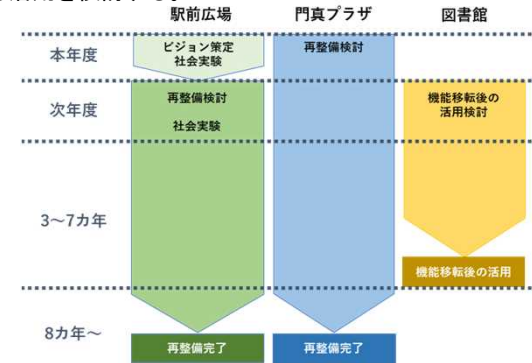 駅前広場
門真プラザ
図書館
本年度
ビジョン策定
社会実験
再整備検討
次年度
再整備検討
社会実験
機能移転後の
活用検討
3～7カ年
機能移転後の活用
8カ年～
再整備完了
再整備完了